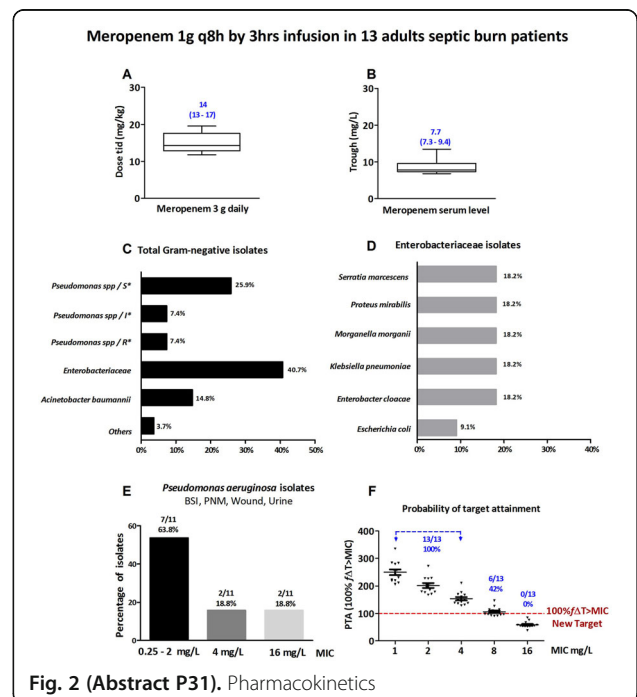 Meropenem 1g q8h by 3hrs infusion in 13 adults septic burn patients
A
14
(13 - 17)
Dose tid (mg/kg)
30
20
10
0
Meropenem 3 g daily
B
7.7
(7.3 - 9.4)
Trough (mg/L)
30
20
10
0
Meropenem serum level
C Total Gram-negative isolates
Pseudomonas spp / S* 25.9%
Pseudomonas spp / I* 7.4%
Pseudomonas spp / R* 7.4%
Enterobacteriaceae 40.7%
Acinetobacter baumannii 14.8%
Others 3.7%
0% 10% 20% 30% 40% 50%
D Enterobacteriaceae isolates
Serratia marcescens 18.2%
Proteus mirabilis 18.2%
Morganella morganii 18.2%
Klebsiella pneumoniae 18.2%
Enterobacter cloacae 18.2%
Escherichia coli 9.1%
0% 10% 20% 30% 40%
E Pseudomonas aeruginosa isolates
BSI, PNM, Wound, Urine
7/11
63.8%
2/11
18.8%
2/11
18.8%
Percentage of isolates
60
40
20
0
0.25 - 2 mg/L 4 mg/L 16 mg/L MIC
F
Probability of target attainment
13/13
100%
6/13
42%
0/13
0%
PTA (100% fΔT>MIC)
400
300
200
100
0
100%fΔT>MIC
New Target
1 2 4 8 16 MIC mg/L
Fig. 2 (Abstract P31). Pharmacokinetics